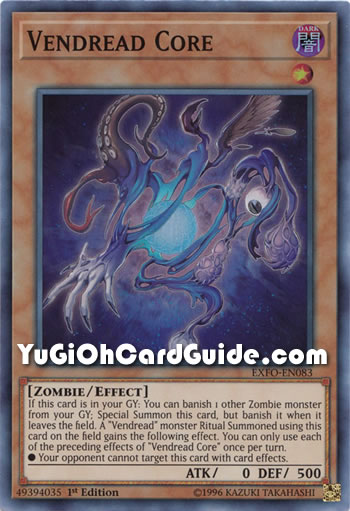 VENDREAD CORE
DARK
闇
YuGiOhCardGuide.com
EXFO-EN083
[ZOMBIE/EFFECT]
If this card is in your GY: You can banish 1 other Zombie monster
from your GY; Special Summon this card, but banish it when it
leaves the field. A "Vendread" monster Ritual Summoned using this
card on the field gains the following effect. You can only use each
of the preceding effects of "Vendread Core" once per turn.
● Your opponent cannot target this card with card effects.
ATK/ 0 DEF/ 500
49394035 1st Edition ©1996 KAZUKI TAKAHASHI